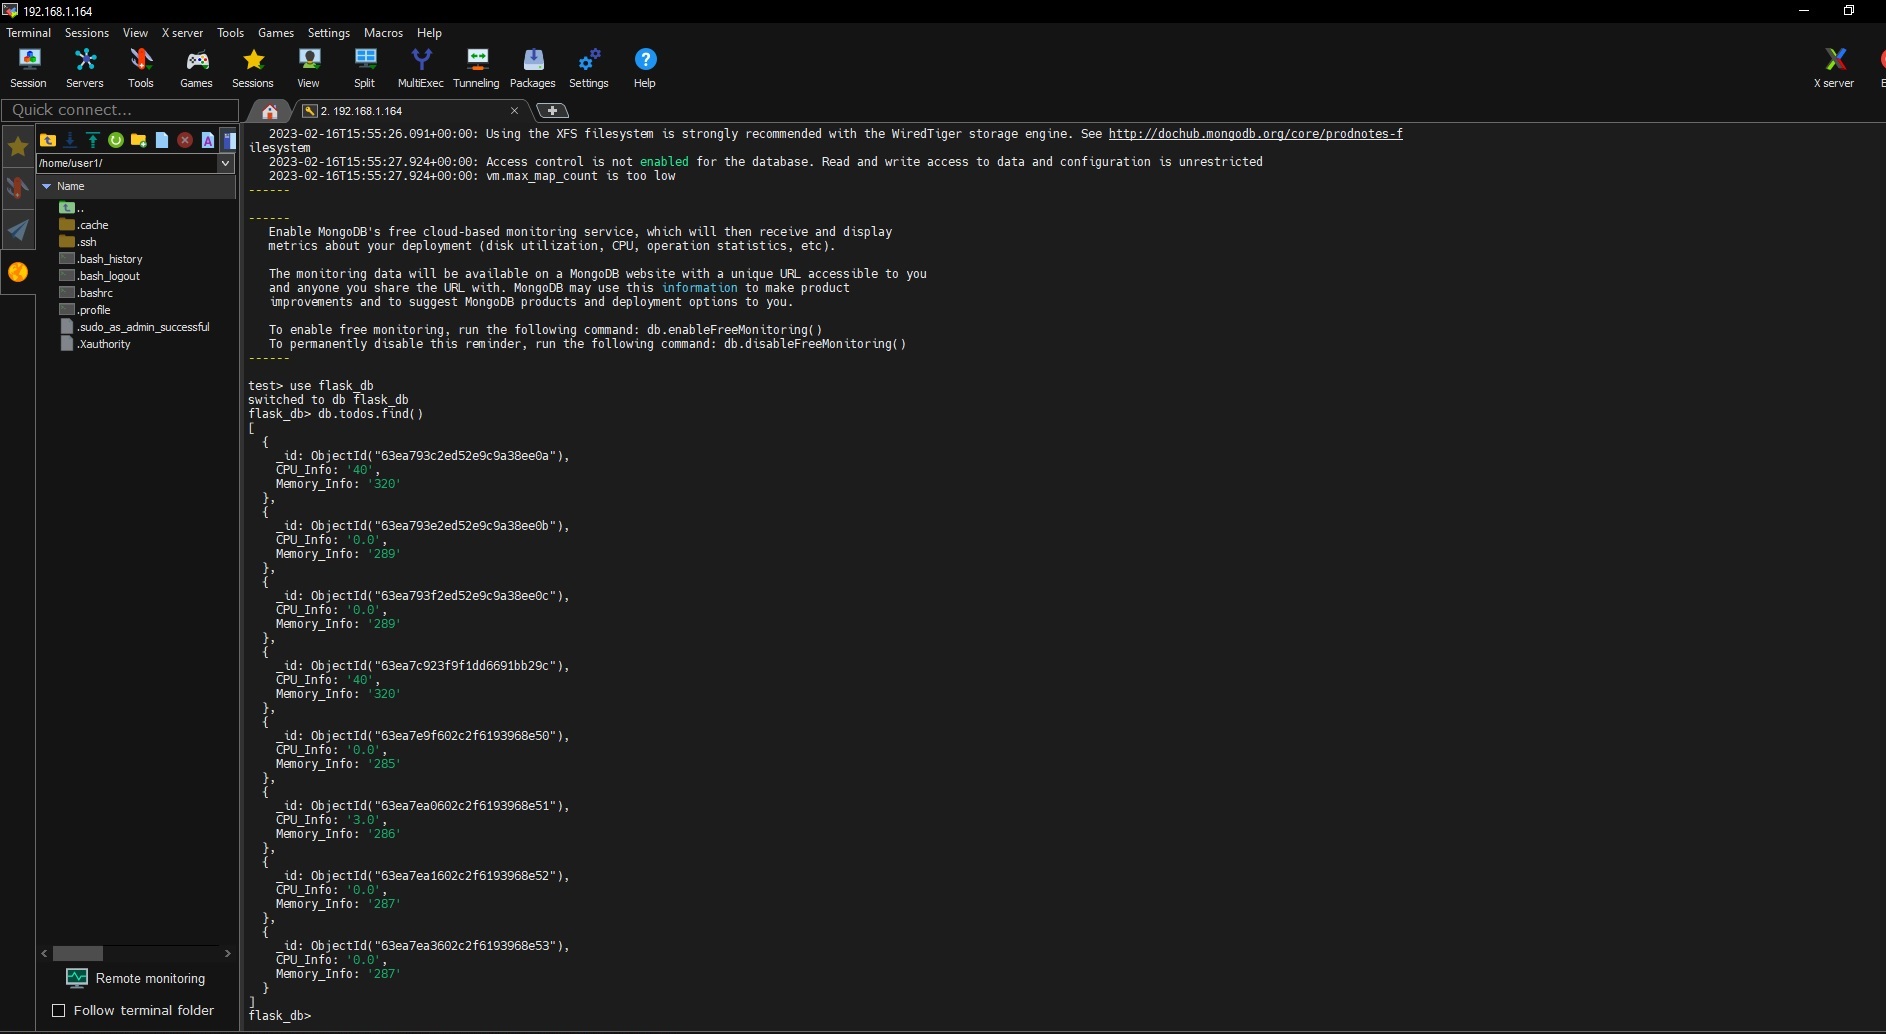 192.168.1.164
Terminal Sessions View X server Tools Games Settings Macros Help
Session Servers Tools Games Sessions View Split MultiExec Tunneling Packages Settings Help X server
Quick connect...
2. 192.168.1.164
/home/user1/
Name
..
.cache
.ssh
.bash_history
.bash_logout
.bashrc
.profile
.sudo_as_admin_successful
.Xauthority
Remote monitoring
Follow terminal folder
2023-02-16T15:55:26.091+00:00: Using the XFS filesystem is strongly recommended with the WiredTiger storage engine. See http://dochub.mongodb.org/core/prodnotes-f
ilesystem
2023-02-16T15:55:27.924+00:00: Access control is not enabled for the database. Read and write access to data and configuration is unrestricted
2023-02-16T15:55:27.924+00:00: vm.max_map_count is too low
------
------
Enable MongoDB's free cloud-based monitoring service, which will then receive and display
metrics about your deployment (disk utilization, CPU, operation statistics, etc).
The monitoring data will be available on a MongoDB website with a unique URL accessible to you
and anyone you share the URL with. MongoDB may use this information to make product
improvements and to suggest MongoDB products and deployment options to you.
To enable free monitoring, run the following command: db.enableFreeMonitoring()
To permanently disable this reminder, run the following command: db.disableFreeMonitoring()
------
test> use flask_db
switched to db flask_db
flask_db> db.todos.find()
[
{
_id: ObjectId("63ea793c2ed52e9c9a38ee0a"),
CPU_Info: '40',
Memory_Info: '320'
},
{
_id: ObjectId("63ea793e2ed52e9c9a38ee0b"),
CPU_Info: '0.0',
Memory_Info: '289'
},
{
_id: ObjectId("63ea793f2ed52e9c9a38ee0c"),
CPU_Info: '0.0',
Memory_Info: '289'
},
{
_id: ObjectId("63ea7c923f9f1dd6691bb29c"),
CPU_Info: '40',
Memory_Info: '320'
},
{
_id: ObjectId("63ea7e9f602c2f6193968e50"),
CPU_Info: '0.0',
Memory_Info: '285'
},
{
_id: ObjectId("63ea7ea0602c2f6193968e51"),
CPU_Info: '3.0',
Memory_Info: '286'
},
{
_id: ObjectId("63ea7ea1602c2f6193968e52"),
CPU_Info: '0.0',
Memory_Info: '287'
},
{
_id: ObjectId("63ea7ea3602c2f6193968e53"),
CPU_Info: '0.0',
Memory_Info: '287'
}
]
flask_db>